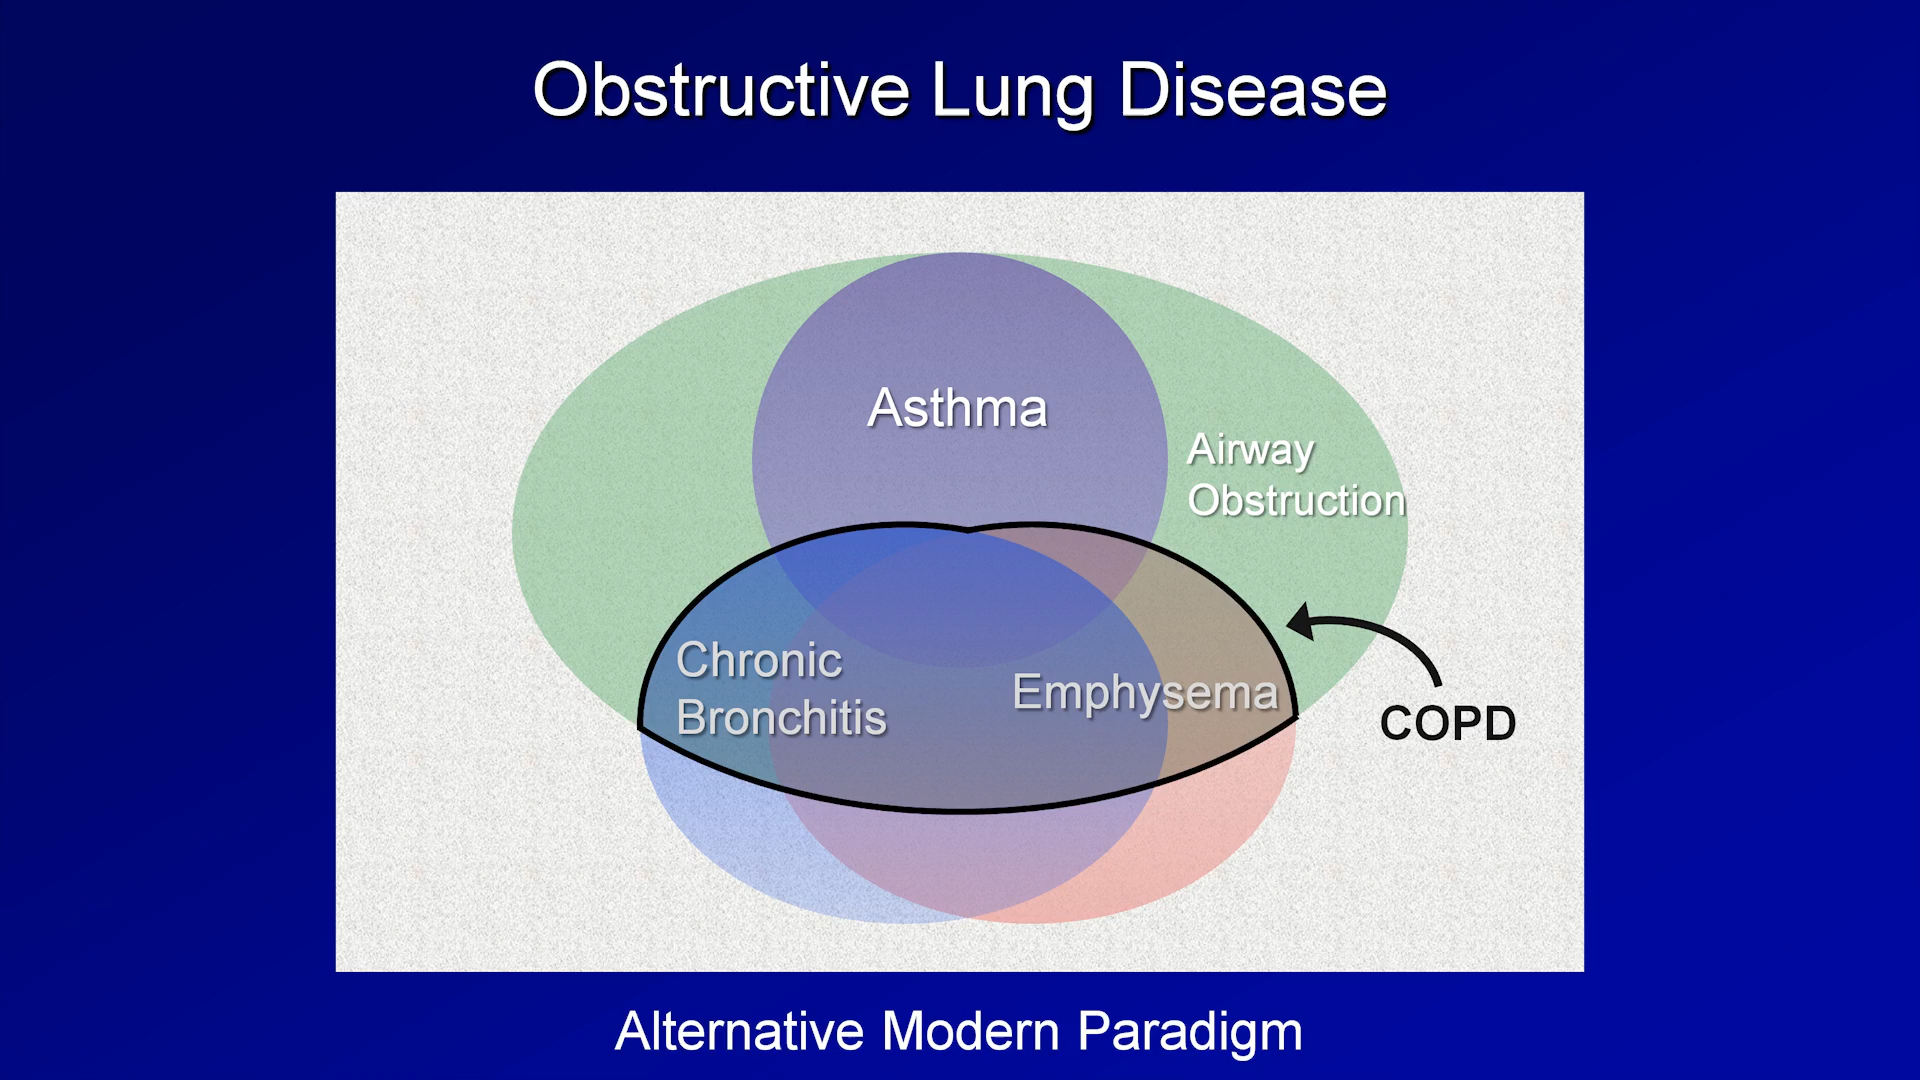 Obstructive Lung Disease
Asthma
Airway
Obstruction
Chronic
Bronchitis
Emphysema
COPD
Alternative Modern Paradigm